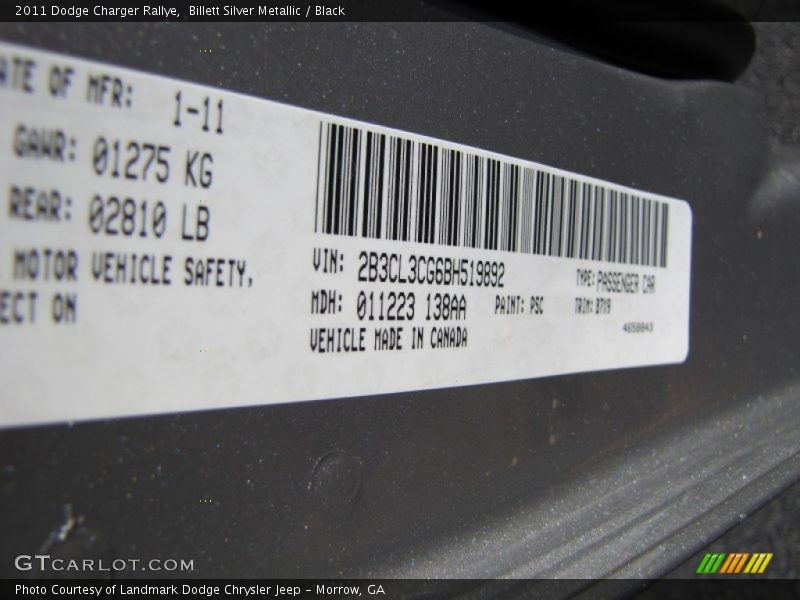 2011 Dodge Charger Rallye, Billett Silver Metallic / Black
ATE OF MFR: 1-11
GAWR: 01275 KG
REAR: 02810 LB
MOTOR VEHICLE SAFETY,
ECT ON
VIN: 2B3CL3CG6BH519892
TYPE: PASSENGER CAR
MDH: 011223 138AA PAINT: PSC TRIM: B7X9
VEHICLE MADE IN CANADA
4658043
GTCARLOT.COM
Photo Courtesy of Landmark Dodge Chrysler Jeep - Morrow, GA